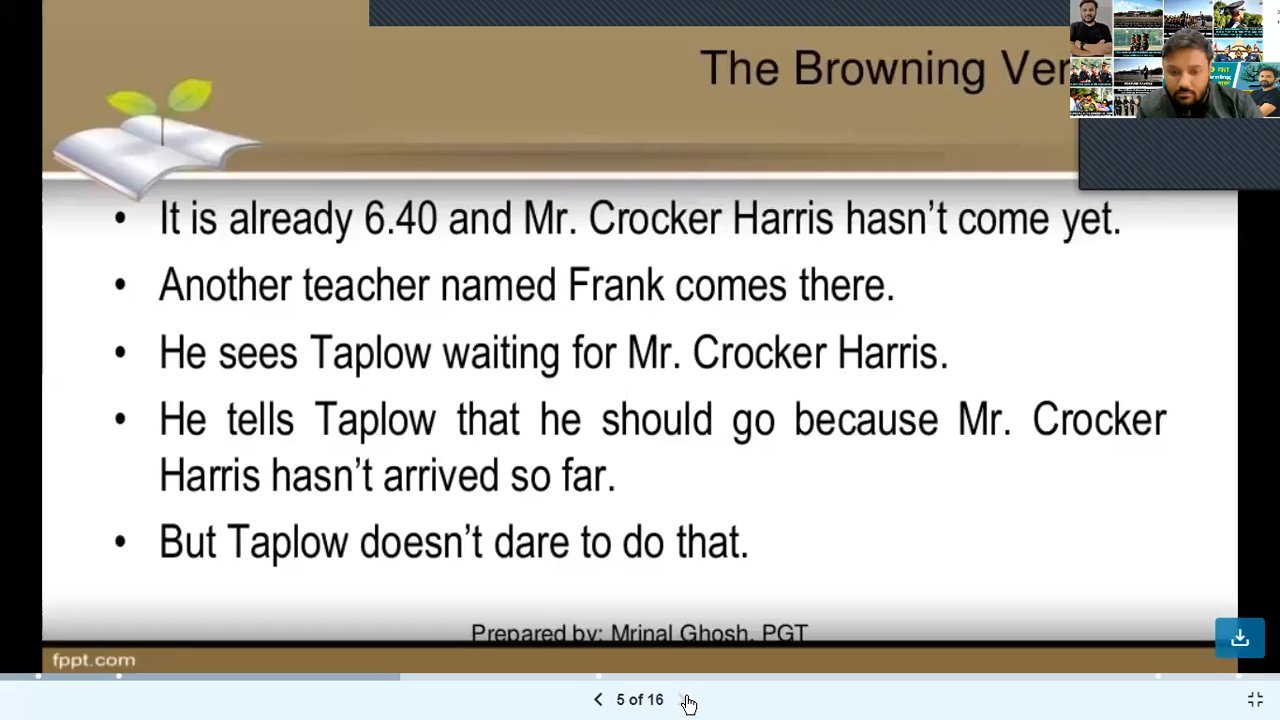 The Browning Ver
• It is already 6.40 and Mr. Crocker Harris hasn't come yet.
• Another teacher named Frank comes there.
• He sees Taplow waiting for Mr. Crocker Harris.
• He tells Taplow that he should go because Mr. Crocker
Harris hasn't arrived so far.
• But Taplow doesn't dare to do that.
Prepared by: Mrinal Ghosh, PGT
fppt.com
5 of 16